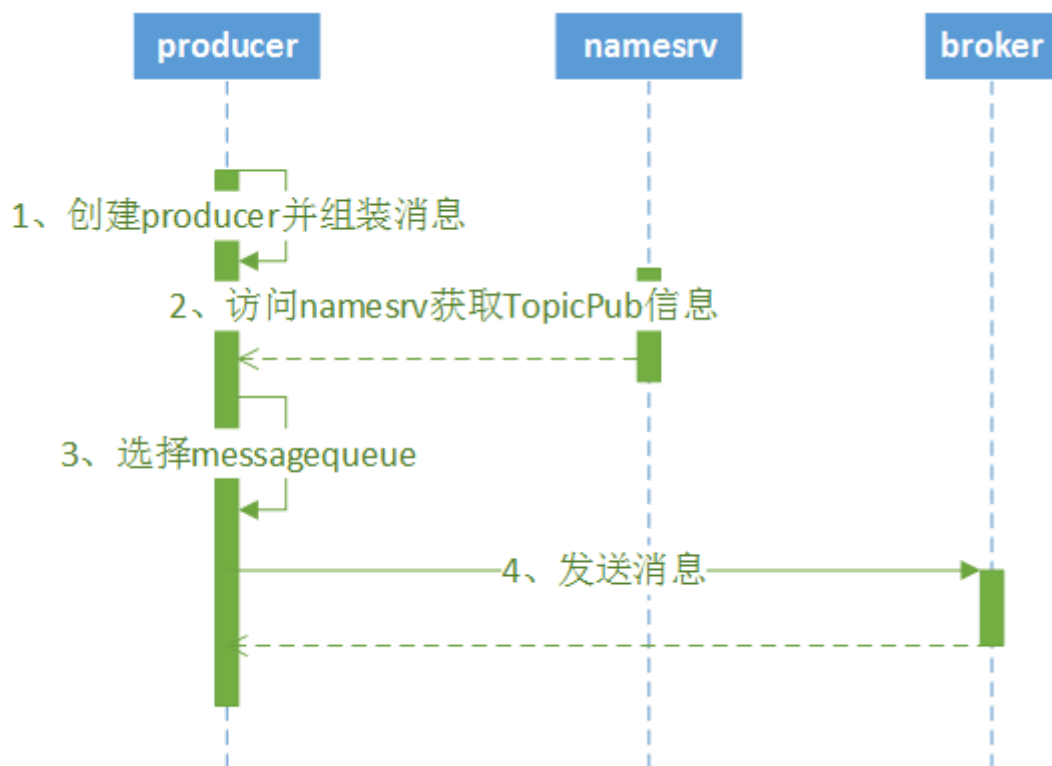 producer
namesrv
broker
1、创建producer并组装消息
2、访问namesrv获取TopicPub信息
3、选择messagequeue
4、发送消息